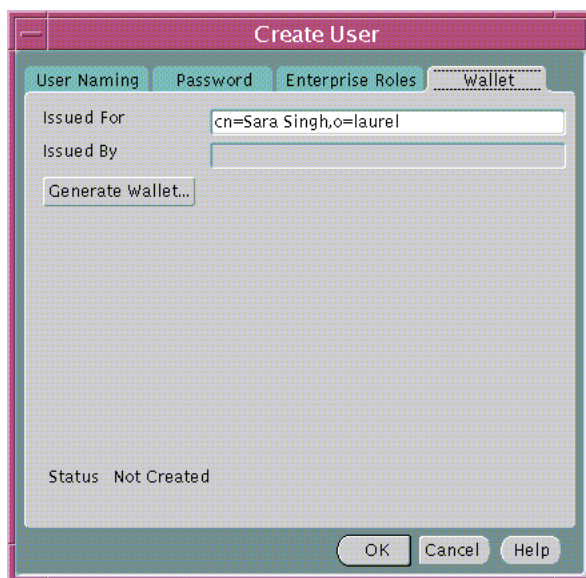 Create User
User Naming Password Enterprise Roles Wallet
Issued For cn=Sara Singh,o=laurel
Issued By
Generate Wallet...
Status Not Created
OK Cancel Help